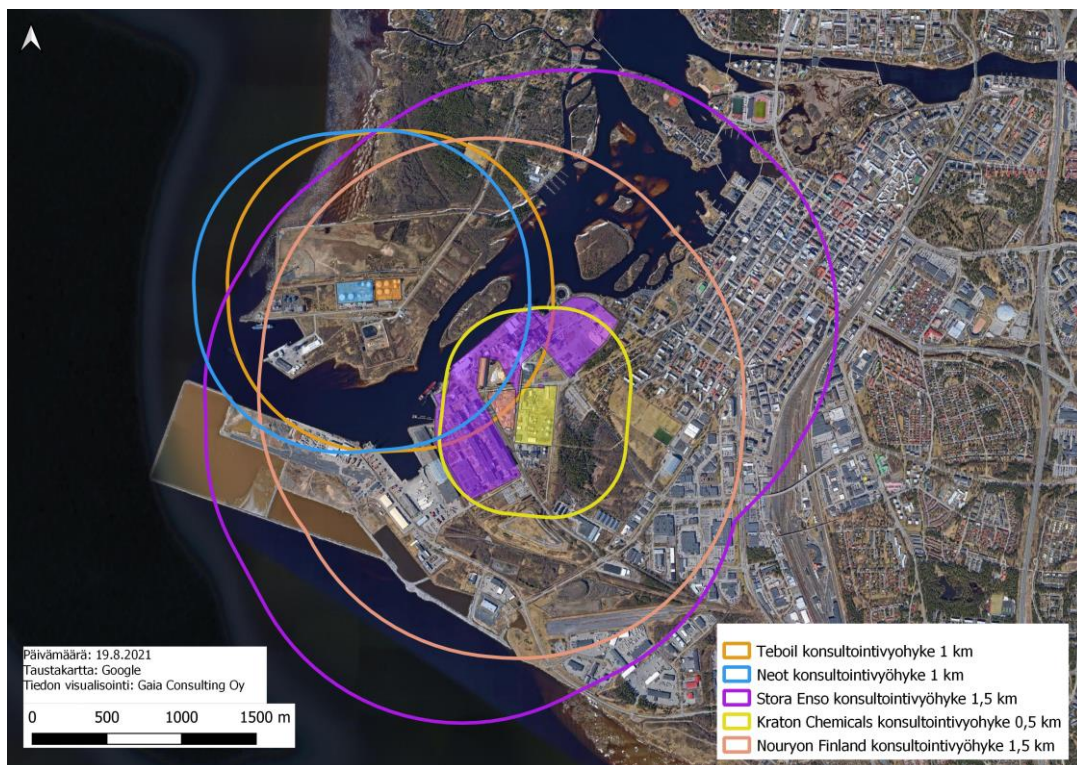 Päivämäärä: 19.8.2021
Taustakartta: Google
Tiedon visualisointi: Gaia Consulting Oy
0 500 1000 1500 m
Teboil konsultointivyohyke 1 km
Neot konsultointivyöhyke 1 km
Stora Enso konsultointivyöhyke 1,5 km
Kraton Chemicals konsultointivyohyke 0,5 km
Nouryon Finland konsultointivyöhyke 1,5 km